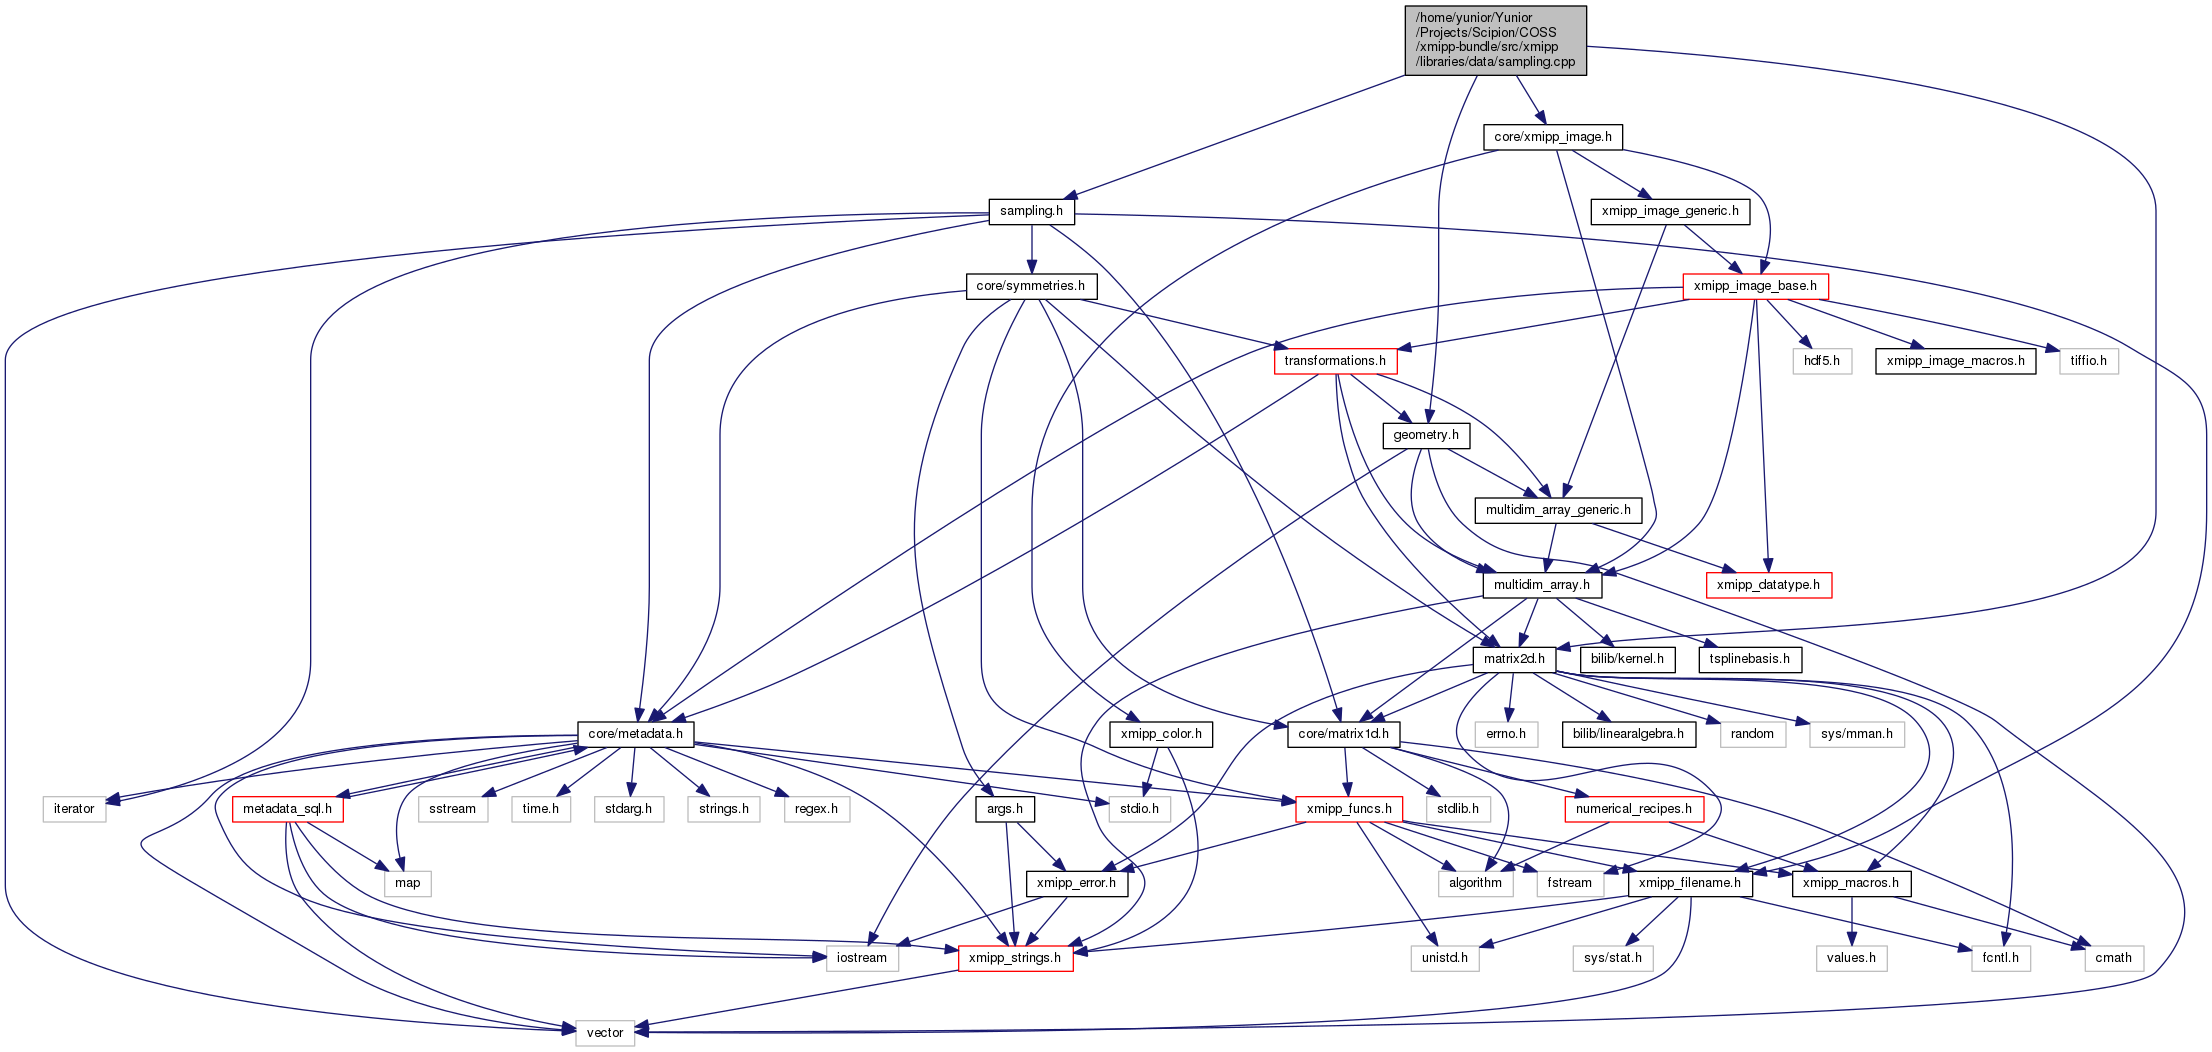 /home/yunior/Yunior
/Projects/Scipion/COSS
/xmipp-bundle/src/xmipp
/libraries/data/sampling.cpp
core/xmipp_image.h
sampling.h
xmipp_image_generic.h
core/symmetries.h
xmipp_image_base.h
transformations.h
hdf5.h
xmipp_image_macros.h
tiffio.h
geometry.h
multidim_array_generic.h
multidim_array.h
xmipp_datatype.h
matrix2d.h
bilib/kernel.h
tsplinebasis.h
core/metadata.h
xmipp_color.h
core/matrix1d.h
errno.h
bilib/linearalgebra.h
random
sys/mman.h
iterator
metadata_sql.h
sstream
time.h
stdarg.h
strings.h
regex.h
args.h
stdio.h
xmipp_funcs.h
stdlib.h
numerical_recipes.h
map
xmipp_error.h
algorithm
fstream
xmipp_filename.h
xmipp_macros.h
iostream
xmipp_strings.h
unistd.h
sys/stat.h
values.h
fcntl.h
cmath
vector